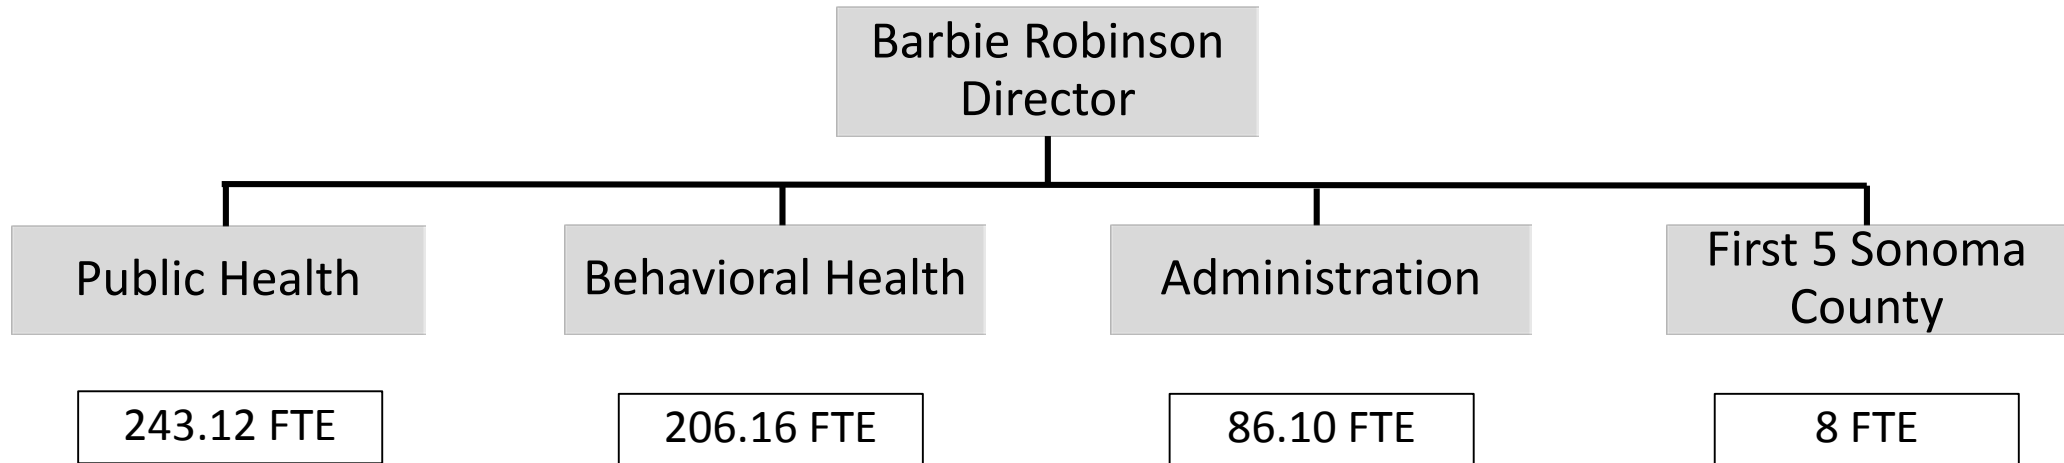 Barbie Robinson
Director
Public Health
Behavioral Health
Administration
First 5 Sonoma
County
243.12 FTE
206.16 FTE
86.10 FTE
8 FTE